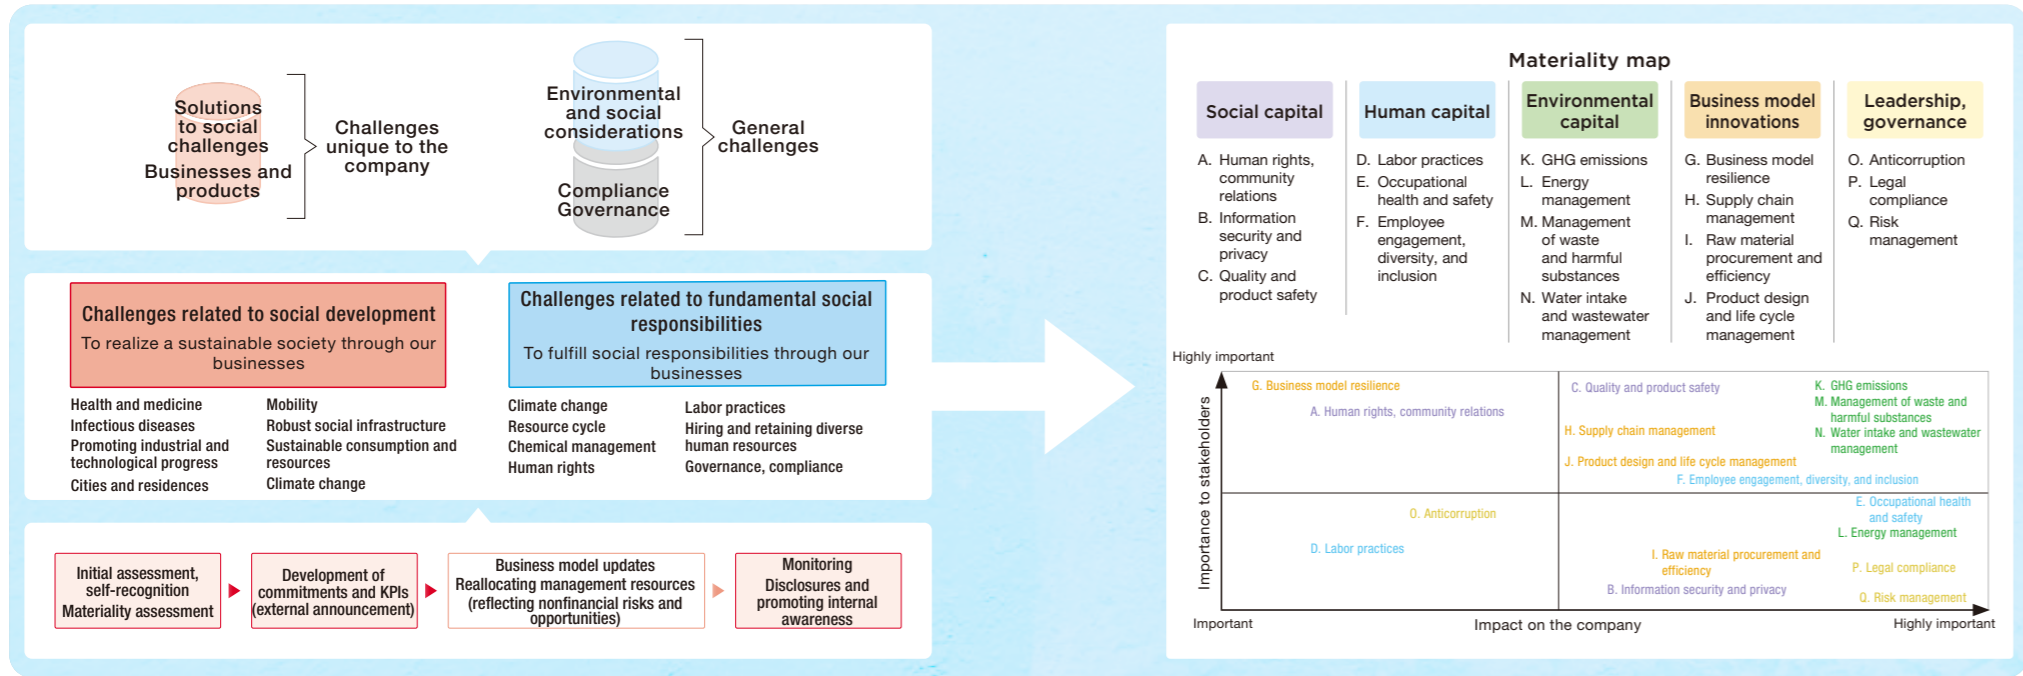 Solutions
to social
challenges
Businesses and
products
Challenges
unique to the
company
Environmental
and social
considerations
Compliance
Governance
General
challenges
Challenges related to social development
To realize a sustainable society through our
businesses
Health and medicine
Infectious diseases
Promoting industrial and
technological progress
Cities and residences
Mobility
Robust social infrastructure
Sustainable consumption and
resources
Climate change
Challenges related to fundamental social
responsibilities
To fulfill social responsibilities through our
businesses
Climate change
Resource cycle
Chemical management
Human rights
Labor practices
Hiring and retaining diverse
human resources
Governance, compliance
Initial assessment,
self-recognition
Materiality assessment
Development of
commitments and KPIs
(external announcement)
Business model updates
Reallocating management resources
(reflecting nonfinancial risks and
opportunities)
Monitoring
Disclosures and
promoting internal
awareness
Materiality map
Social capital
A. Human rights,
community
relations
B. Information
security and
privacy
C. Quality and
product safety
Human capital
D. Labor practices
E. Occupational
health and safety
F. Employee
engagement,
diversity, and
inclusion
Environmental
capital
K. GHG emissions
L. Energy
management
M. Management
of waste
and harmful
substances
N. Water intake
and wastewater
management
Business model
innovations
G. Business model
resilience
H. Supply chain
management
I. Raw material
procurement and
efficiency
J. Product design
and life cycle
management
Leadership,
governance
O. Anticorruption
P. Legal
compliance
Q. Risk
management
Highly important
Importance to stakeholders
G. Business model resilience
A. Human rights, community relations
C. Quality and product safety
K. GHG emissions
M. Management of waste and
harmful substances
N. Water intake and wastewater
management
H. Supply chain management
J. Product design and life cycle management
F. Employee engagement, diversity, and inclusion
O. Anticorruption
D. Labor practices
E. Occupational health
and safety
L. Energy management
I. Raw material procurement and
efficiency
P. Legal compliance
B. Information security and privacy
Q. Risk management
Important
Impact on the company
Highly important